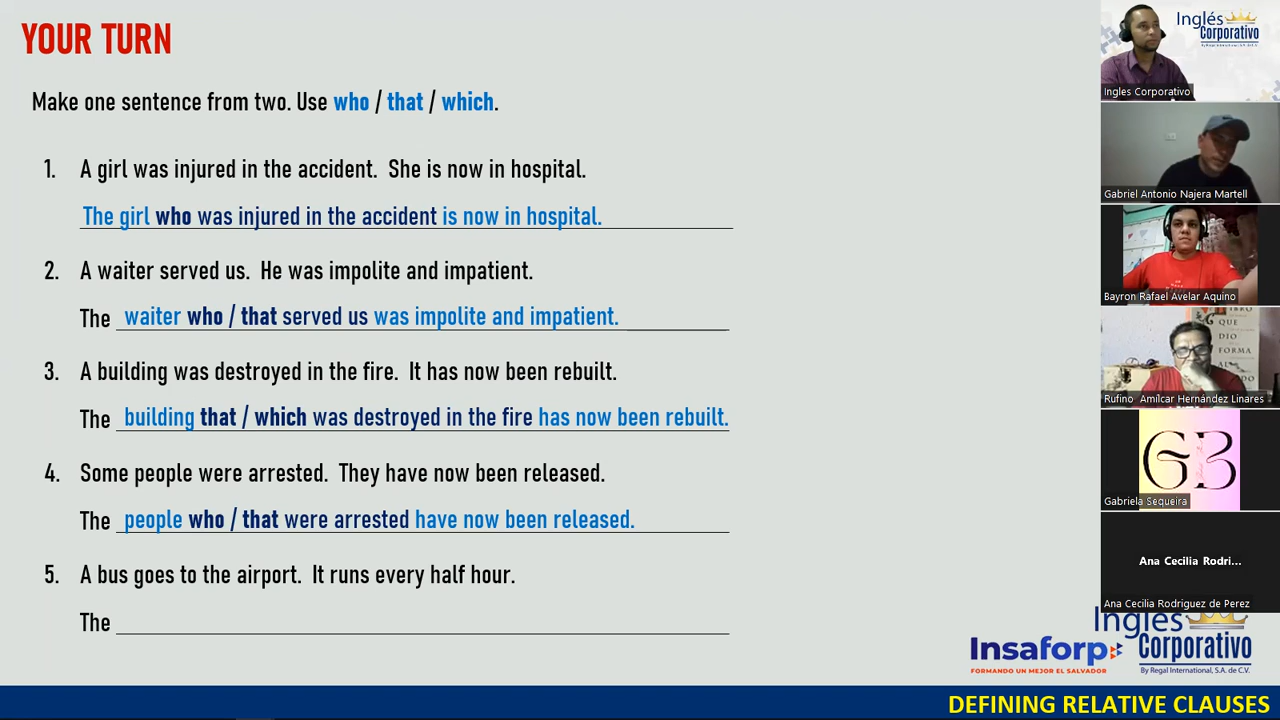 YOUR TURN
Make one sentence from two. Use who / that / which.
1. A girl was injured in the accident. She is now in hospital.
The girl who was injured in the accident is now in hospital.
2. A waiter served us. He was impolite and impatient.
The waiter who / that served us was impolite and impatient.
3. A building was destroyed in the fire. It has now been rebuilt.
The building that / which was destroyed in the fire has now been rebuilt.
4. Some people were arrested. They have now been released.
The people who / that were arrested have now been released.
5. A bus goes to the airport. It runs every half hour.
The
Inglés
Corporativo
Ingles Corporativo
Gabriel Antonio Najera Martell
Bayron Rafael Avelar Aquino
QUE
DIO
FORMA
AL
Rufino Amílcar Hernández Linares
GB
Gabriela Sequeira
Ana Cecilia Rodri...
Ana Cecilia Rodriguez de Perez
Insaforp
FORMANDO UN MEJOR EL SALVADOR
Inglés
Corporativo
By Regal International, S.A. de C.V.
DEFINING RELATIVE CLAUSES